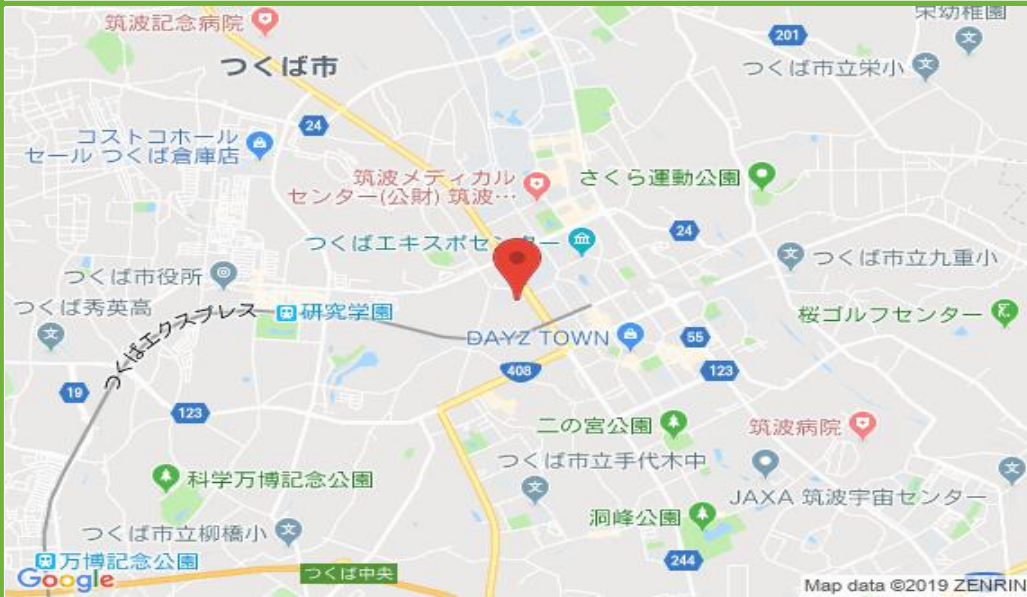 筑波記念病院
栄幼稚園
201
つくば市
つくば市立栄小
24
コストコホール
セール つくば倉庫店
筑波メディカル
センター(公財) 筑波…
さくら運動公園
つくばエキスポセンター
24
つくば市役所
つくば市立九重小
つくば秀英高
研究学園
つくばエクスプレス
桜ゴルフセンター
DAYZ TOWN
55
408
123
19
123
二の宮公園
筑波病院
つくば市立手代木中
科学万博記念公園
JAXA 筑波宇宙センター
洞峰公園
つくば市立柳橋小
244
万博記念公園
つくば中央
Google
Map data ©2019 ZENRIN